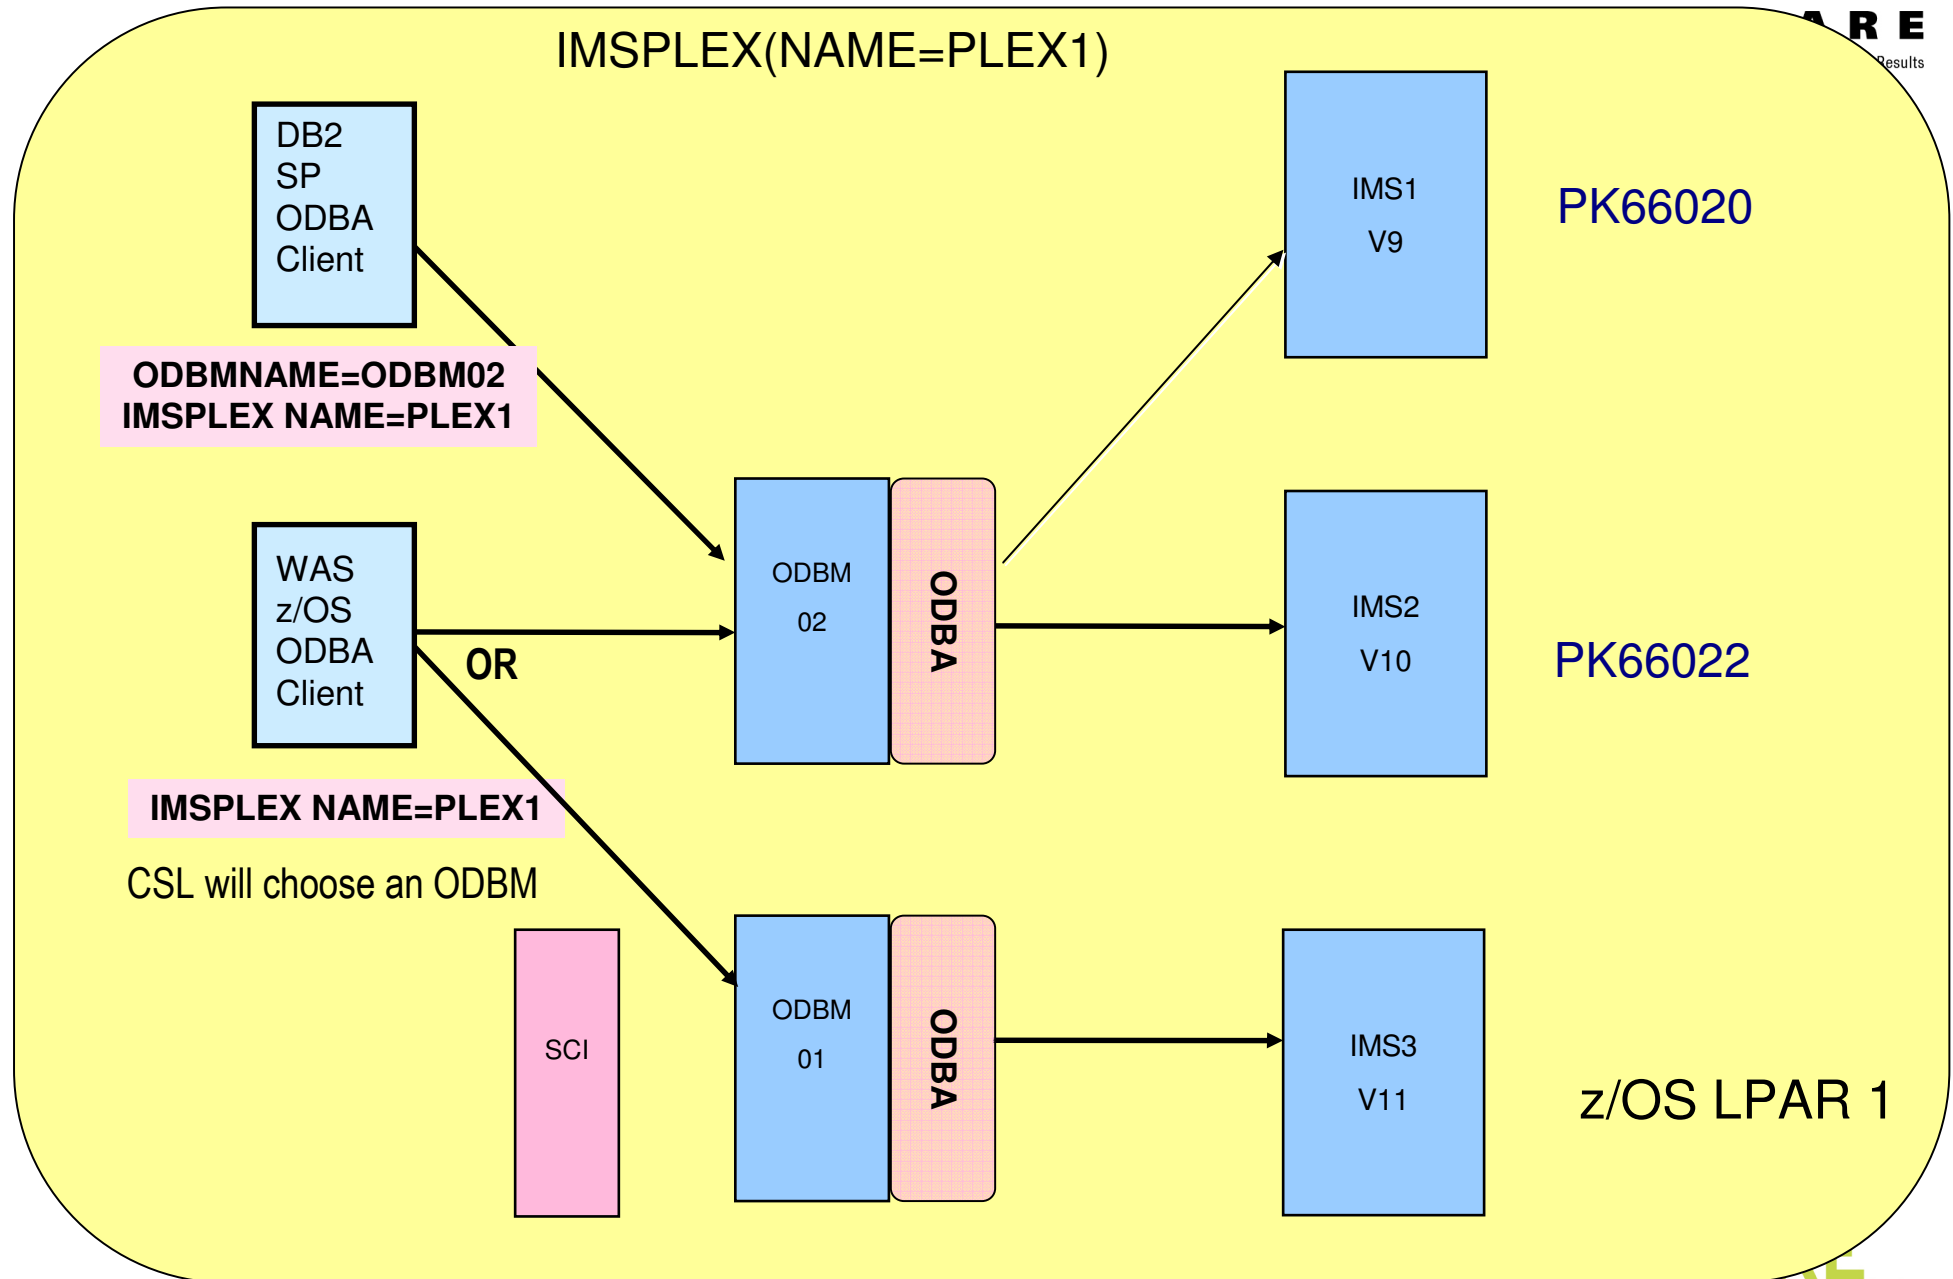 IMSPLEX(NAME=PLEX1)
R E
Results
DB2
SP
ODBA
Client
IMS1
V9
PK66020
ODBMNAME=ODBM02
IMSPLEX NAME=PLEX1
WAS
z/OS
ODBA
Client
OR
ODBM
02
ODBA
IMS2
V10
PK66022
IMSPLEX NAME=PLEX1
CSL will choose an ODBM
SCI
ODBM
01
ODBA
IMS3
V11
z/OS LPAR 1